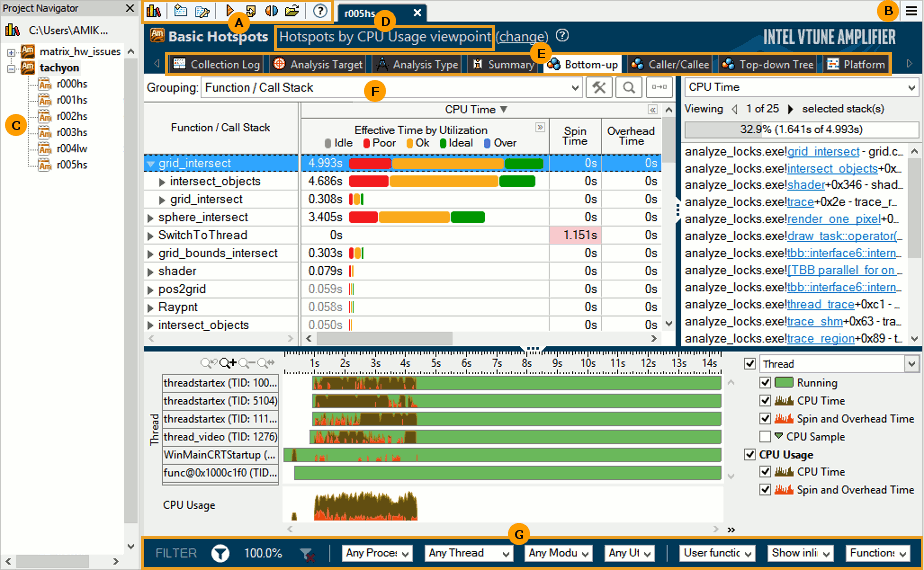 Project Navigator
C:\Users\AMIK...
matrix_hw_issues
tachyon
r000hs
r001hs
r002hs
r003hs
r004lw
r005hs
C
A
r005hs
D
B
Basic Hotspots Hotspots by CPU Usage viewpoint (change)
INTEL VTUNE AMPLIFIER
E
Collection Log Analysis Target Analysis Type Summary Bottom-up Caller/Callee Top-down Tree Platform
Grouping: Function / Call Stack
F
Function / Call Stack
CPU Time
Effective Time by Utilization
Idle Poor Ok Ideal Over
Spin Time
Overhead Time
grid_intersect 4.993s 0s 0s
intersect_objects 4.686s 0s 0s
grid_intersect 0.308s 0s 0s
sphere_intersect 3.405s 0s 0s
SwitchToThread 0s 1.151s 0s
grid_bounds_intersect 0.303s 0s 0s
shader 0.079s 0s 0s
pos2grid 0.059s 0s 0s
Raypnt 0.058s 0s 0s
intersect_objects 0.050s 0s 0s
CPU Time
Viewing 1 of 25 selected stack(s)
32.9% (1.641s of 4.993s)
analyze_locks.exe!grid_intersect - grid.c...
analyze_locks.exe!intersect_objects+0x...
analyze_locks.exe!shader+0x346 - shad...
analyze_locks.exe!trace+0x2e - trace_r...
analyze_locks.exe!render_one_pixel+0...
analyze_locks.exe!draw_task::operator(...
analyze_locks.exe!tbb::interface6::intern...
analyze_locks.exe![TBB parallel_for on ...
analyze_locks.exe!tbb::interface6::intern...
analyze_locks.exe!thread_trace+0xc1 - ...
analyze_locks.exe!trace_shm+0x63 - tra...
analyze_locks.exe!trace_region+0x89 - t...
1s 2s 3s 4s 5s 6s 7s 8s 9s 10s 11s 12s 13s 14s
Thread
threadstartex (TID: 100...
threadstartex (TID: 5104)
threadstartex (TID: 111...
thread_video (TID: 1276)
WinMainCRTStartup (...
func@0x1000c1f0 (TID...
CPU Usage
Thread
Running
CPU Time
Spin and Overhead Time
CPU Sample
CPU Usage
CPU Time
Spin and Overhead Time
G
FILTER 100.0% Any Proces Any Thread Any Modu Any Ut User functio Show inli Functions